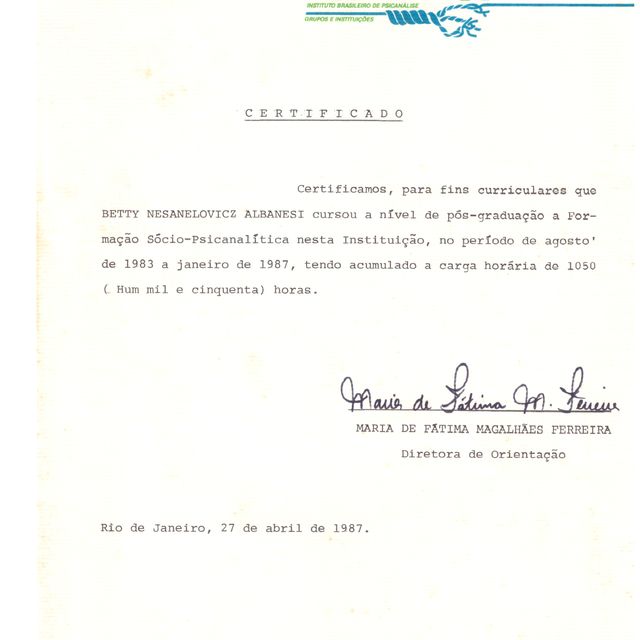 INSTITUTO BRASILEIRO DE PSICANÁLISE
GRUPOS E INSTITUIÇÕES
CERTIFICADO
Certificamos, para fins curriculares que
BETTY NESANELOVICZ ALBANESI cursou a nível de pós-graduação a For-
mação Sócio-Psicanalítica nesta Instituição, no período de agosto'
de 1983 a janeiro de 1987, tendo acumulado a carga horária de 1050
( Hum mil e cinquenta) horas.
Maria de Fátima M. Ferreira
MARIA DE FÁTIMA MAGALHÃES FERREIRA
Diretora de Orientação
Rio de Janeiro, 27 de abril de 1987.